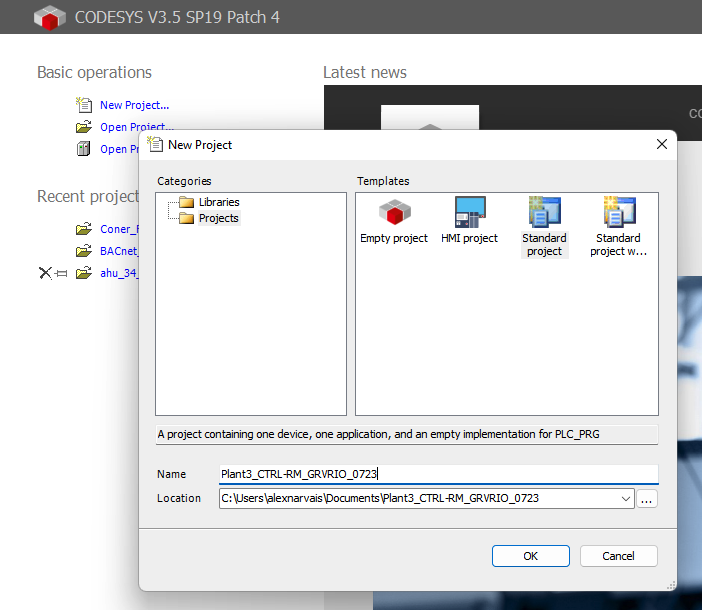 CODESYS V3.5 SP19 Patch 4
Basic operations
Latest news
New Project...
Open Project...
Open Pr
New Project
Categories
Templates
Libraries
Projects
Empty project
HMI project
Standard
project
Standard
project w...
Recent project
Coner_F
BACnet_
ahu_34_
A project containing one device, one application, and an empty implementation for PLC_PRG
Name
Plant3_CTRL-RM_GRVRIO_0723
Location
C:\Users\alexnarvais\Documents\Plant3_CTRL-RM_GRVRIO_0723
...
OK
Cancel